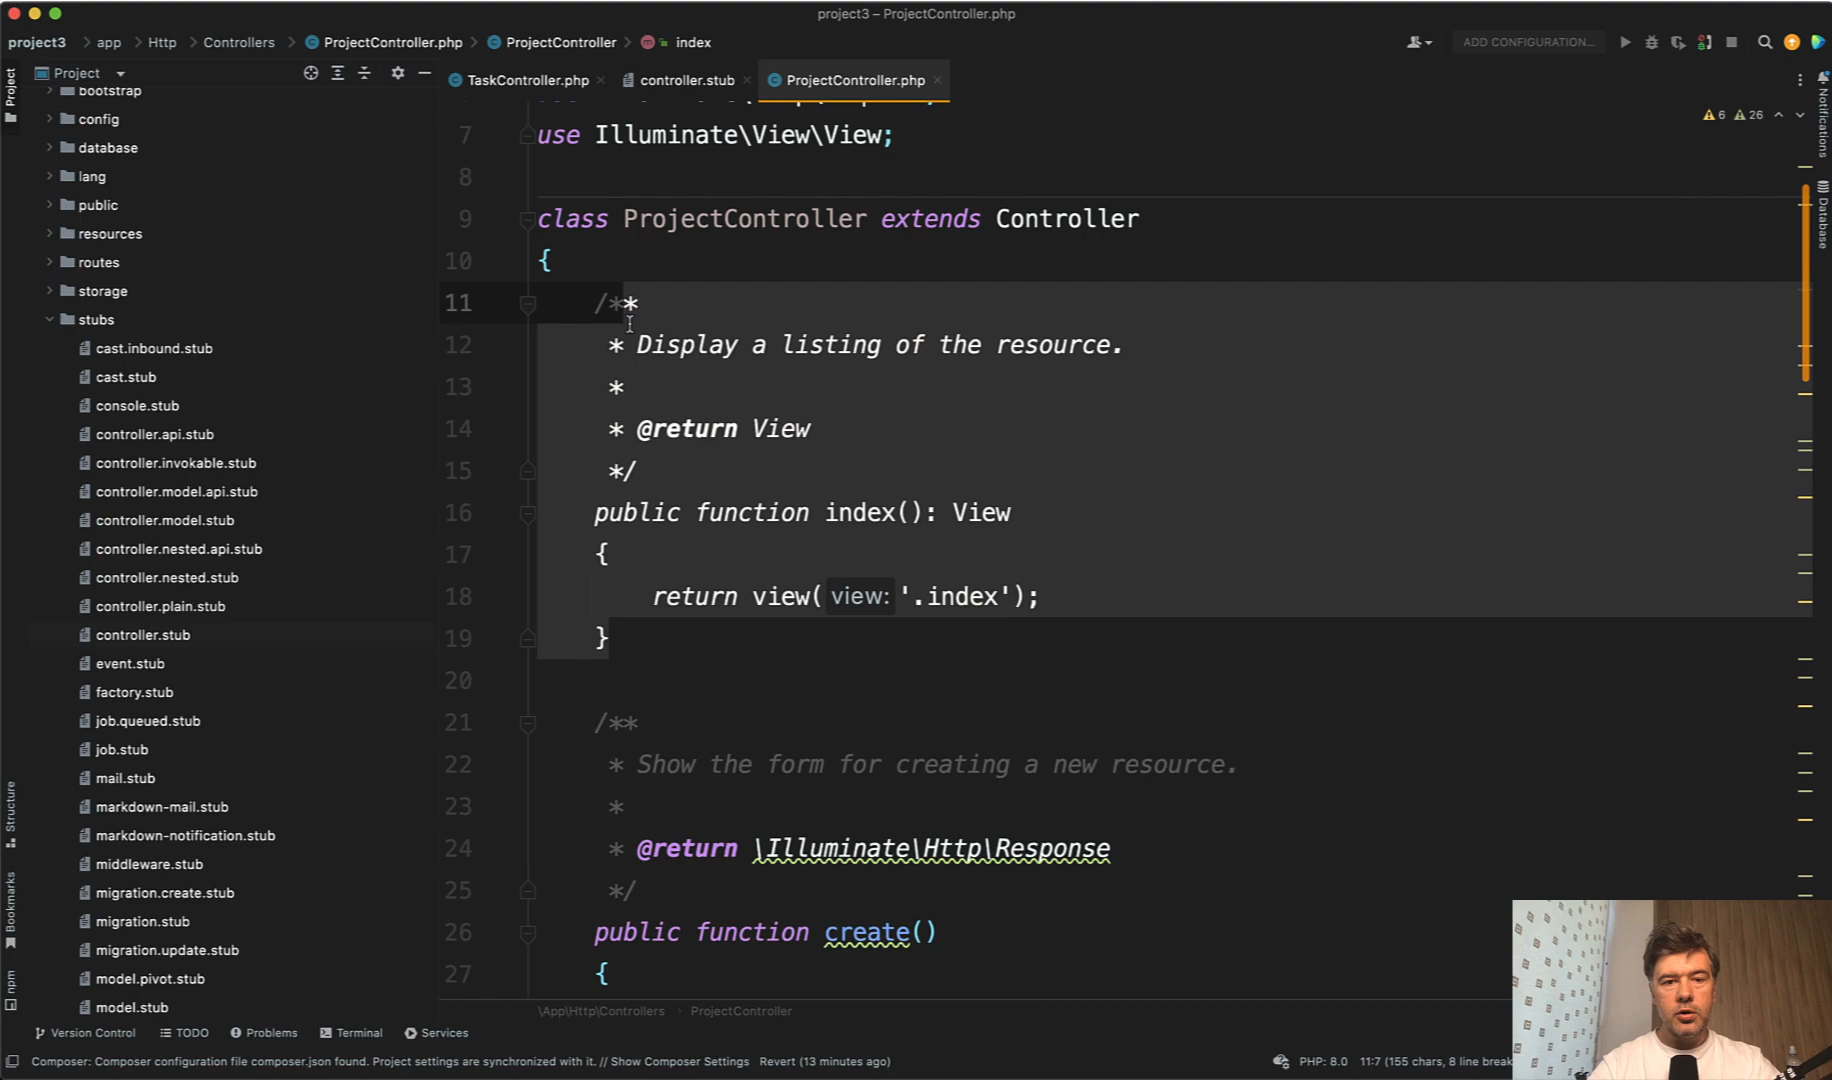 project3 – ProjectController.php
project3 > app > Http > Controllers > ProjectController.php > ProjectController > m index
ADD CONFIGURATION...
Project
TaskController.php
controller.stub
ProjectController.php
Project
Structure
Bookmarks
npm
Notifications
Database
bootstrap
config
database
lang
public
resources
routes
storage
stubs
cast.inbound.stub
cast.stub
console.stub
controller.api.stub
controller.invokable.stub
controller.model.api.stub
controller.model.stub
controller.nested.api.stub
controller.nested.stub
controller.plain.stub
controller.stub
event.stub
factory.stub
job.queued.stub
job.stub
mail.stub
markdown-mail.stub
markdown-notification.stub
middleware.stub
migration.create.stub
migration.stub
migration.update.stub
model.pivot.stub
model.stub
6 26
7 use Illuminate\View\View;
8
9 class ProjectController extends Controller
10 {
11 /**
12 * Display a listing of the resource.
13 *
14 * @return View
15 */
16 public function index(): View
17 {
18 return view( view: '.index');
19 }
20
21 /**
22 * Show the form for creating a new resource.
23 *
24 * @return \Illuminate\Http\Response
25 */
26 public function create()
27 {
\App\Http\Controllers > ProjectController
Version Control TODO Problems Terminal Services
Composer: Composer configuration file composer.json found. Project settings are synchronized with it. // Show Composer Settings Revert (13 minutes ago)
PHP: 8.0 11:7 (155 chars, 8 line break